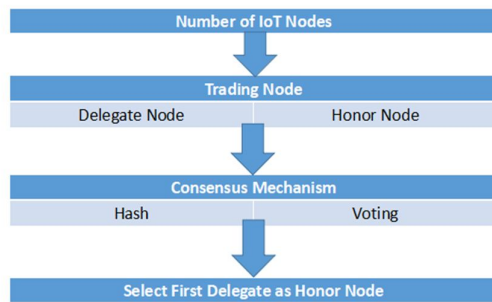 Number of IoT Nodes
Trading Node
Delegate Node Honor Node
Consensus Mechanism
Hash Voting
Select First Delegate as Honor Node